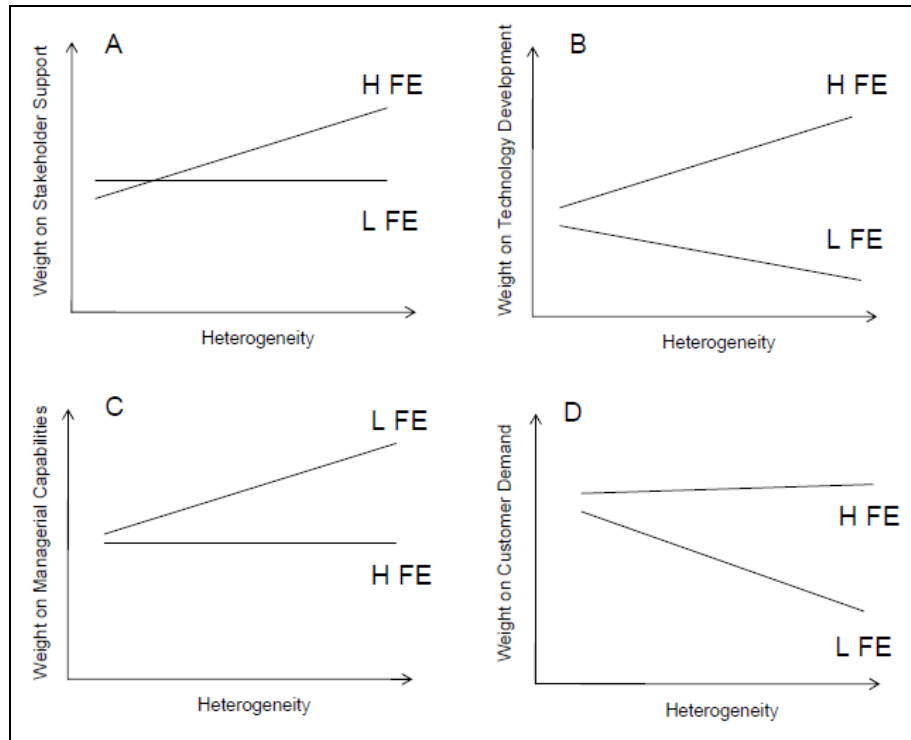 A
Weight on Stakeholder Support
H FE
L FE
Heterogeneity
B
Weight on Technology Development
H FE
L FE
Heterogeneity
C
Weight on Managerial Capabilities
L FE
H FE
Heterogeneity
D
Weight on Customer Demand
H FE
L FE
Heterogeneity